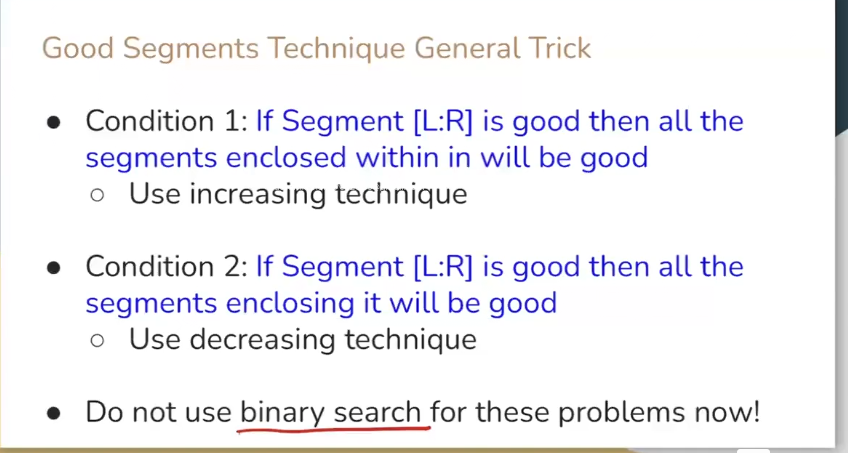 Good Segments Technique General Trick
● Condition 1: If Segment [L:R] is good then all the
segments enclosed within in will be good
○ Use increasing technique
● Condition 2: If Segment [L:R] is good then all the
segments enclosing it will be good
○ Use decreasing technique
● Do not use binary search for these problems now!